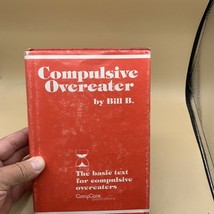 Compulsive
Overeater
by Bill B.
The basic text
for compulsive
overeaters
CompCare